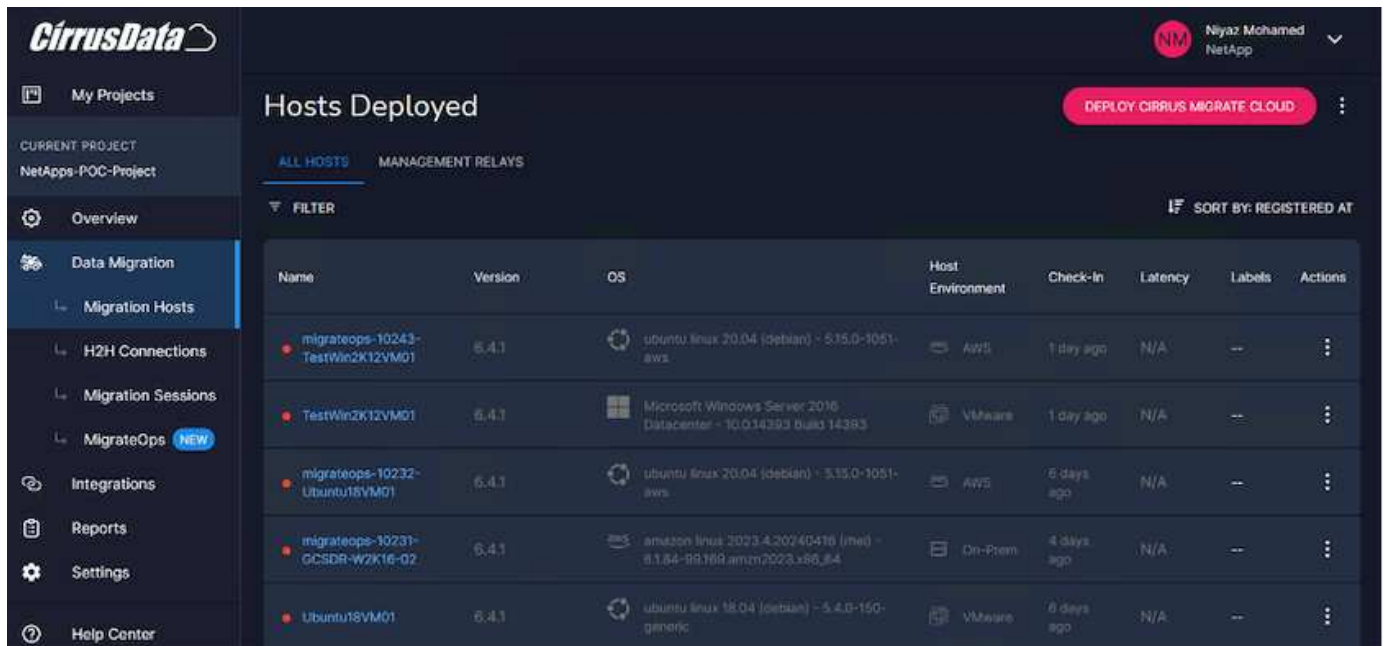 CirrusData
NM
Niyaz Mohamed
NetApp
My Projects
CURRENT PROJECT
NetApps-POC-Project
Overview
Data Migration
Migration Hosts
H2H Connections
Migration Sessions
MigrateOps NEW
Integrations
Reports
Settings
Help Center
Hosts Deployed
DEPLOY CIRRUS MIGRATE CLOUD
ALL HOSTS MANAGEMENT RELAYS
FILTER
SORT BY: REGISTERED AT
Name Version OS Host Environment Check-In Latency Labels Actions
migrateops-10243-
TestWin2K12VM01
6.4.1
ubuntu linux 20.04 (debian) - 5.15.0-1051-
aws
AWS
1 day ago
N/A
--
TestWin2K12VM01
6.4.1
Microsoft Windows Server 2016
Datacenter - 10.0.14393 Build 14393
VMware
1 day ago
N/A
--
migrateops-10232-
Ubuntu18VM01
6.4.1
ubuntu linux 20.04 (debian) - 5.15.0-1051-
aws
AWS
6 days
ago
N/A
--
migrateops-10231-
GCSDR-W2K16-02
6.4.1
aws
amazon linux 2023.4.20240416 (rhel) -
6.1.84-99.169.amzn2023.x86_64
On-Prem
4 days
ago
N/A
--
Ubuntu18VM01
6.4.1
ubuntu linux 18.04 (debian) - 5.4.0-150-
generic
VMware
6 days
ago
N/A
--